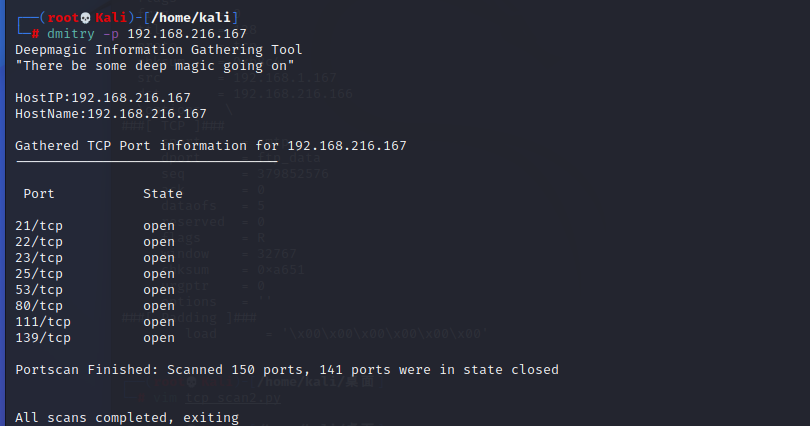 ┌──(root💀Kali)-[/home/kali]
└─# dmitry -p 192.168.216.167
Deepmagic Information Gathering Tool
"There be some deep magic going on"
HostIP:192.168.216.167
HostName:192.168.216.167
Gathered TCP Port information for 192.168.216.167
---------------------------------
Port State
21/tcp open
22/tcp open
23/tcp open
25/tcp open
53/tcp open
80/tcp open
111/tcp open
139/tcp open
Portscan Finished: Scanned 150 ports, 141 ports were in state closed
All scans completed, exiting